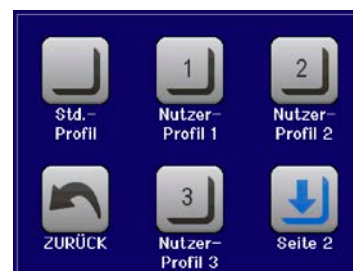 1
2
Std.-
Nutzer-
Nutzer-
Profil
Profil 1
Profil 2
3
ZURÜCK
Nutzer-
Seite 2
Profil 3